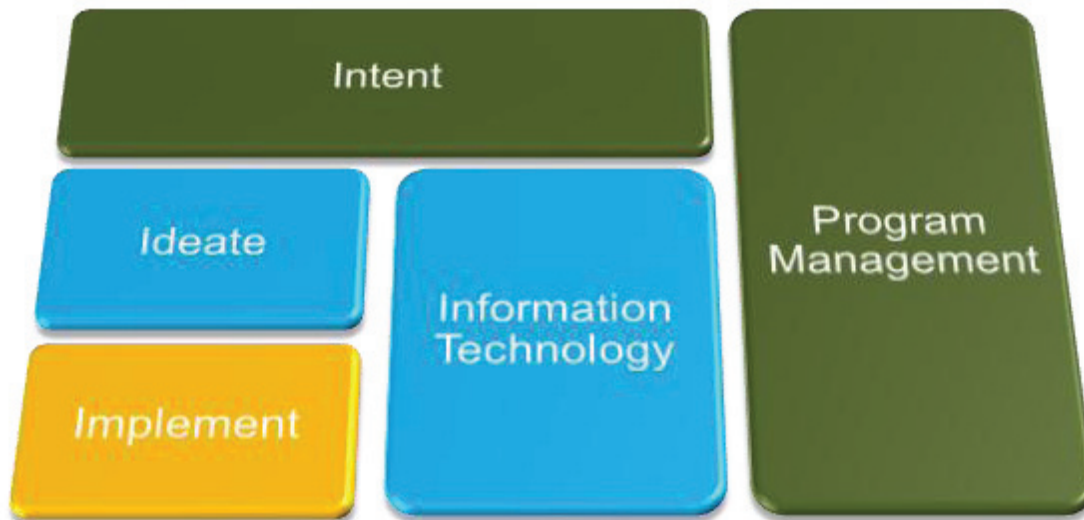 Intent
Ideate
Implement
Information
Technology
Program
Management